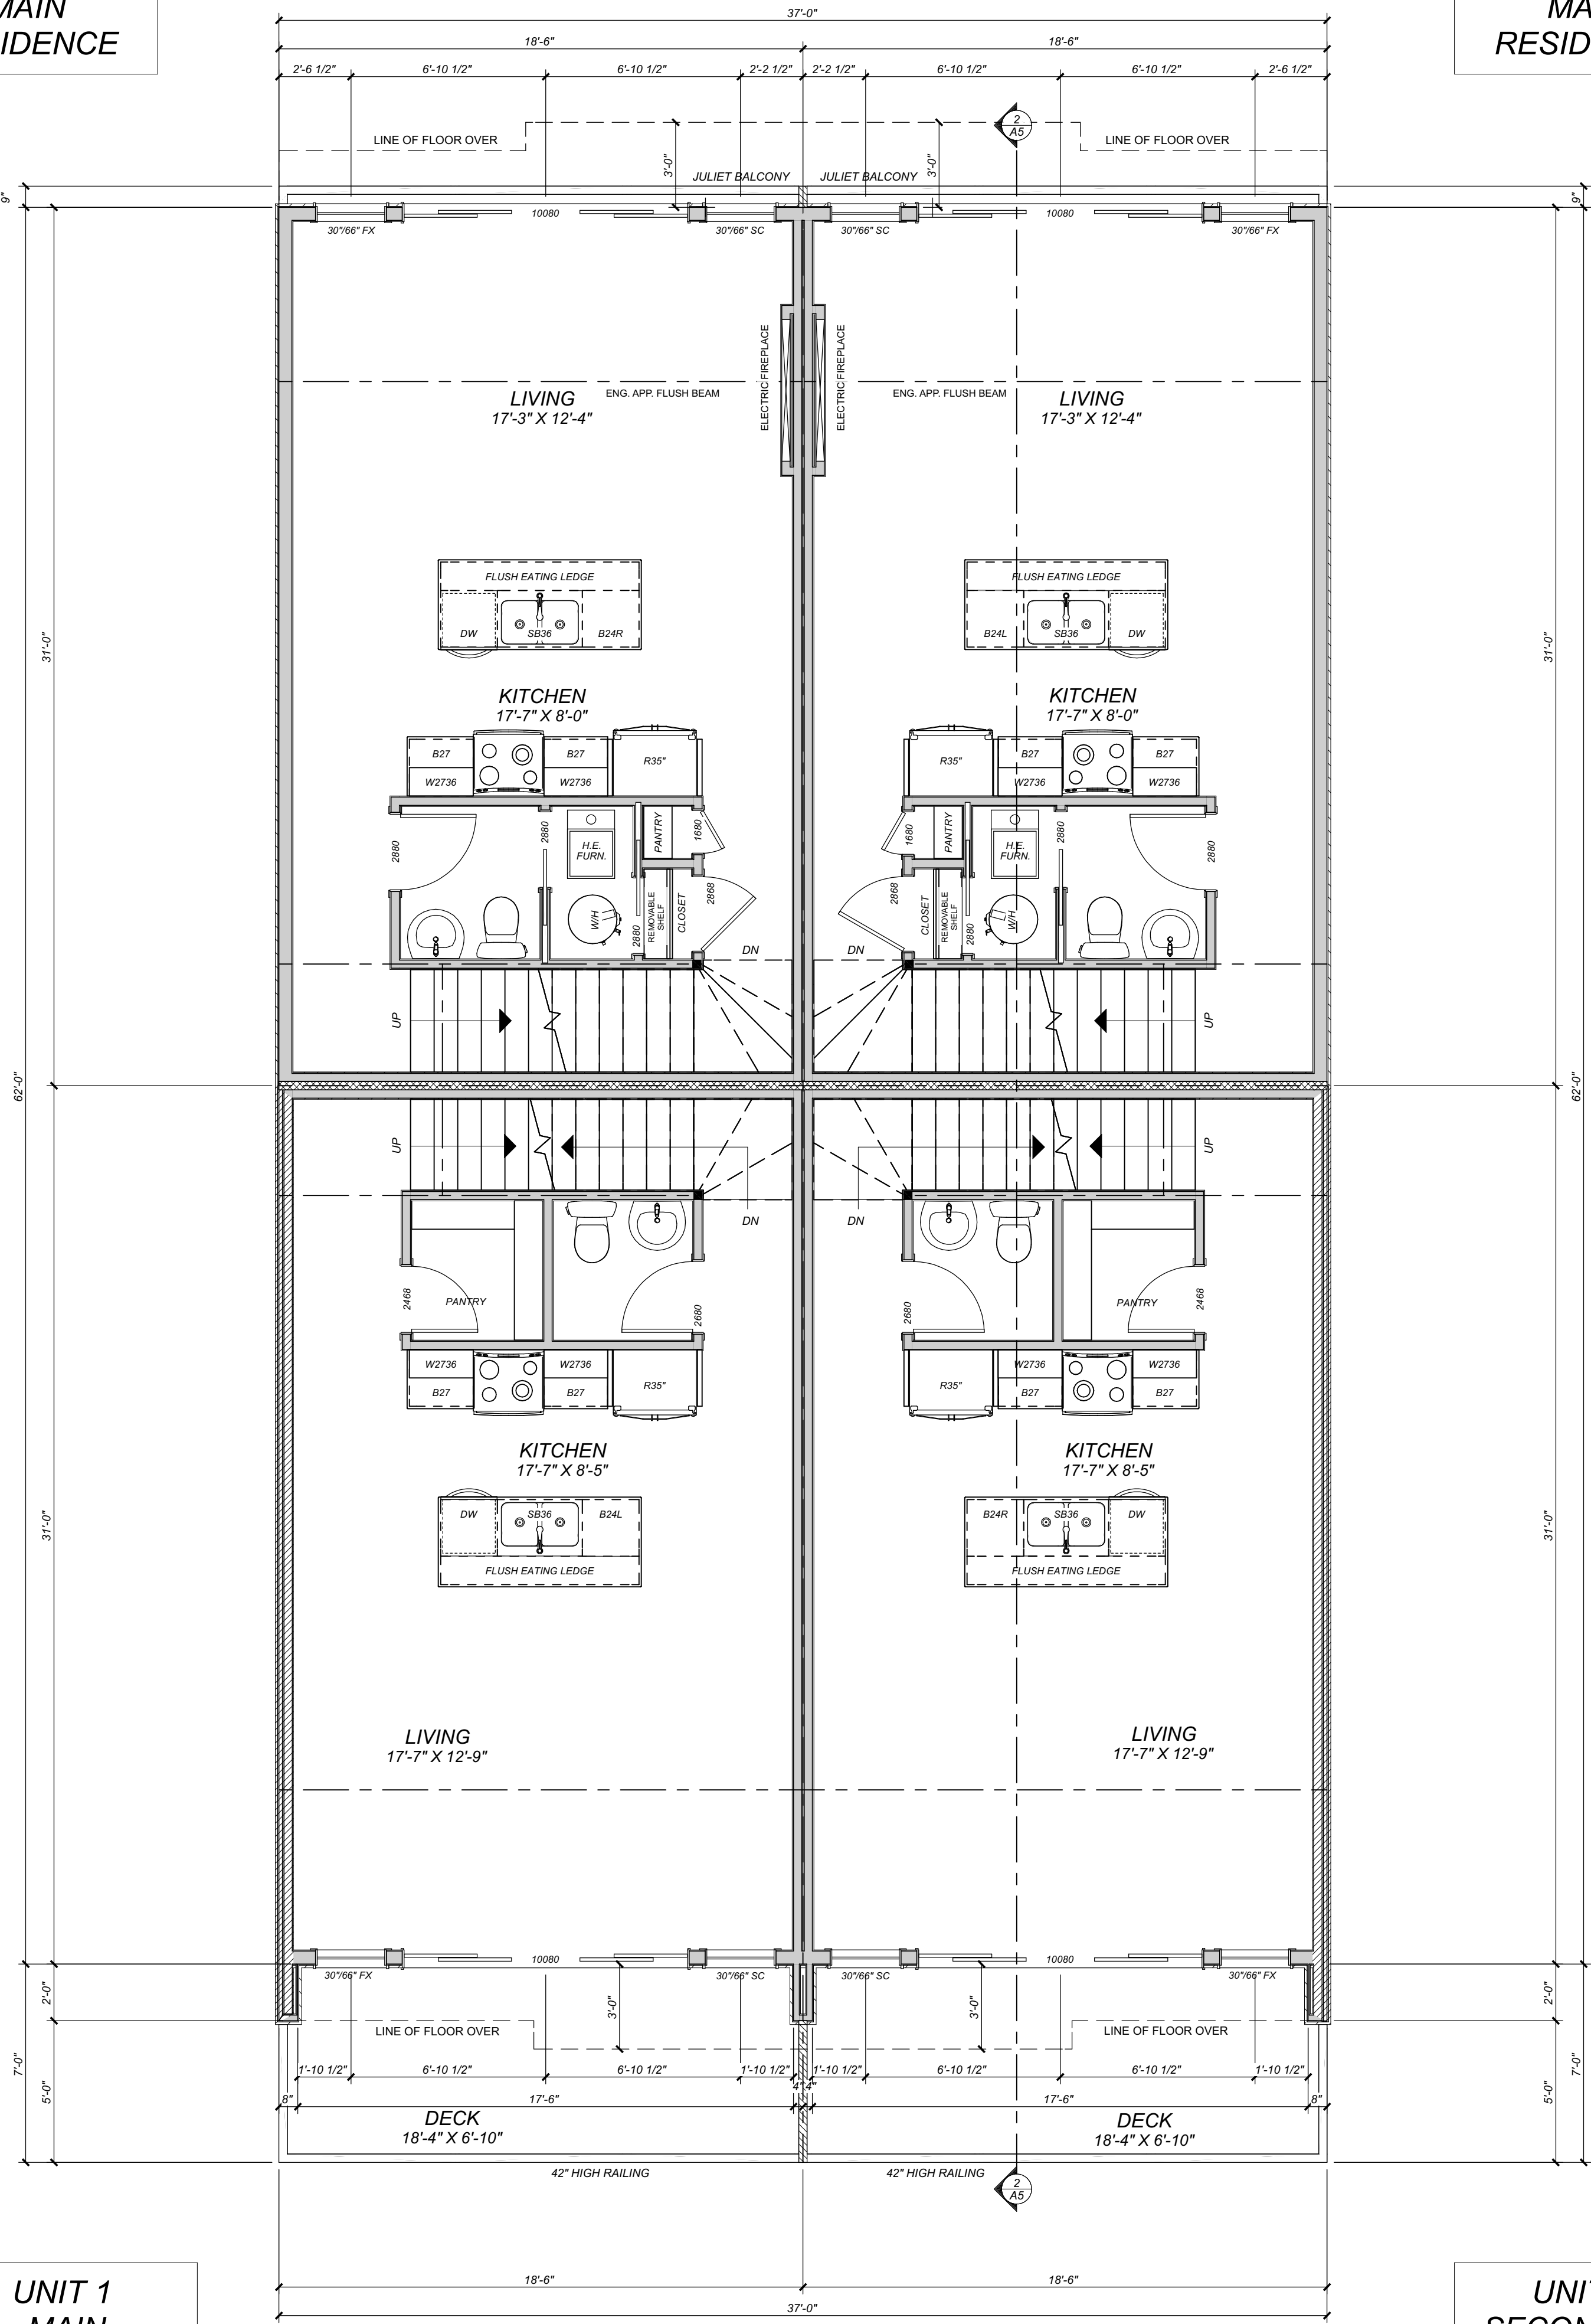 MAIN
IDENCE
MA
RESID
37'-0"
18'-6" 18'-6"
2'-6 1/2" 6'-10 1/2" 6'-10 1/2" 2'-2 1/2" 2'-2 1/2" 6'-10 1/2" 6'-10 1/2" 2'-6 1/2"
2
A5
LINE OF FLOOR OVER LINE OF FLOOR OVER
3'-0" 3'-0"
JULIET BALCONY JULIET BALCONY
9" 9"
10080 10080
30"/66" FX 30"/66" SC 30"/66" SC 30"/66" FX
ELECTRIC FIREPLACE ELECTRIC FIREPLACE
ENG. APP. FLUSH BEAM ENG. APP. FLUSH BEAM
LIVING LIVING
17'-3" X 12'-4" 17'-3" X 12'-4"
FLUSH EATING LEDGE FLUSH EATING LEDGE
DW SB36 B24R B24L SB36 DW
31'-0" 31'-0"
KITCHEN KITCHEN
17'-7" X 8'-0" 17'-7" X 8'-0"
B27 B27 R35" R35" B27 B27
W2736 W2736 W2736 W2736
2880 2880 H.E. PANTRY 1680 1680 PANTRY H.E. 2880 2880
FURN. FURN.
W/H 2880 REMOVABLE CLOSET 2868 2868 CLOSET REMOVABLE 2880 W/H
SHELF SHELF
DN DN
UP UP
62'-0" 62'-0"
UP UP
DN DN
2468 PANTRY 2680 2680 PANTRY 2468
W2736 W2736 R35" R35" W2736 W2736
B27 B27 B27 B27
KITCHEN KITCHEN
17'-7" X 8'-5" 17'-7" X 8'-5"
DW SB36 B24L B24R SB36 DW
31'-0" 31'-0"
FLUSH EATING LEDGE FLUSH EATING LEDGE
LIVING LIVING
17'-7" X 12'-9" 17'-7" X 12'-9"
10080 10080
30"/66" FX 30"/66" SC 30"/66" SC 30"/66" FX
2'-0" 3'-0" 3'-0" 2'-0"
LINE OF FLOOR OVER LINE OF FLOOR OVER
7'-0" 5'-0" 5'-0" 7'-0"
1'-10 1/2" 6'-10 1/2" 6'-10 1/2" 1'-10 1/2" 1'-10 1/2" 6'-10 1/2" 6'-10 1/2" 1'-10 1/2"
8" 17'-6" 4" 4" 17'-6" 8"
DECK DECK
18'-4" X 6'-10" 18'-4" X 6'-10"
42" HIGH RAILING 42" HIGH RAILING
2
A5
18'-6" 18'-6"
37'-0"
UNIT 1
MAIN
UNI
SECON